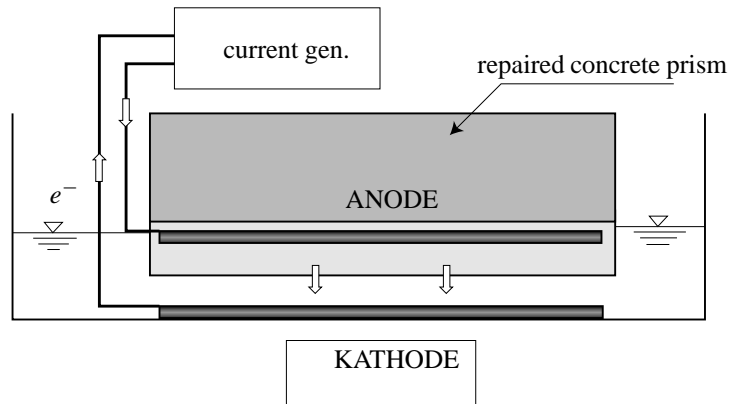 current gen.
repaired concrete prism
ANODE
e⁻
KATHODE